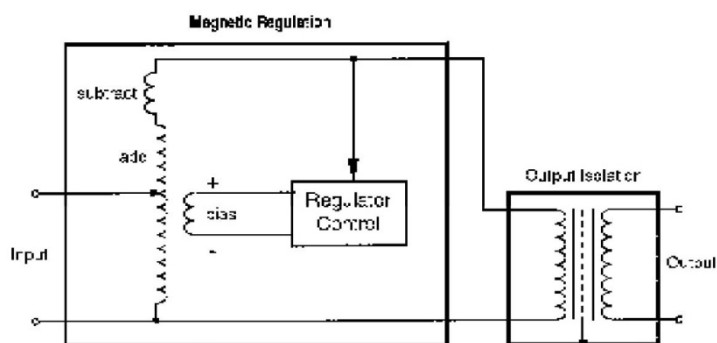 Magnetic Regulation
subtract
add
+
bias
-
Regulator
Control
Input
Output Isolation
Output